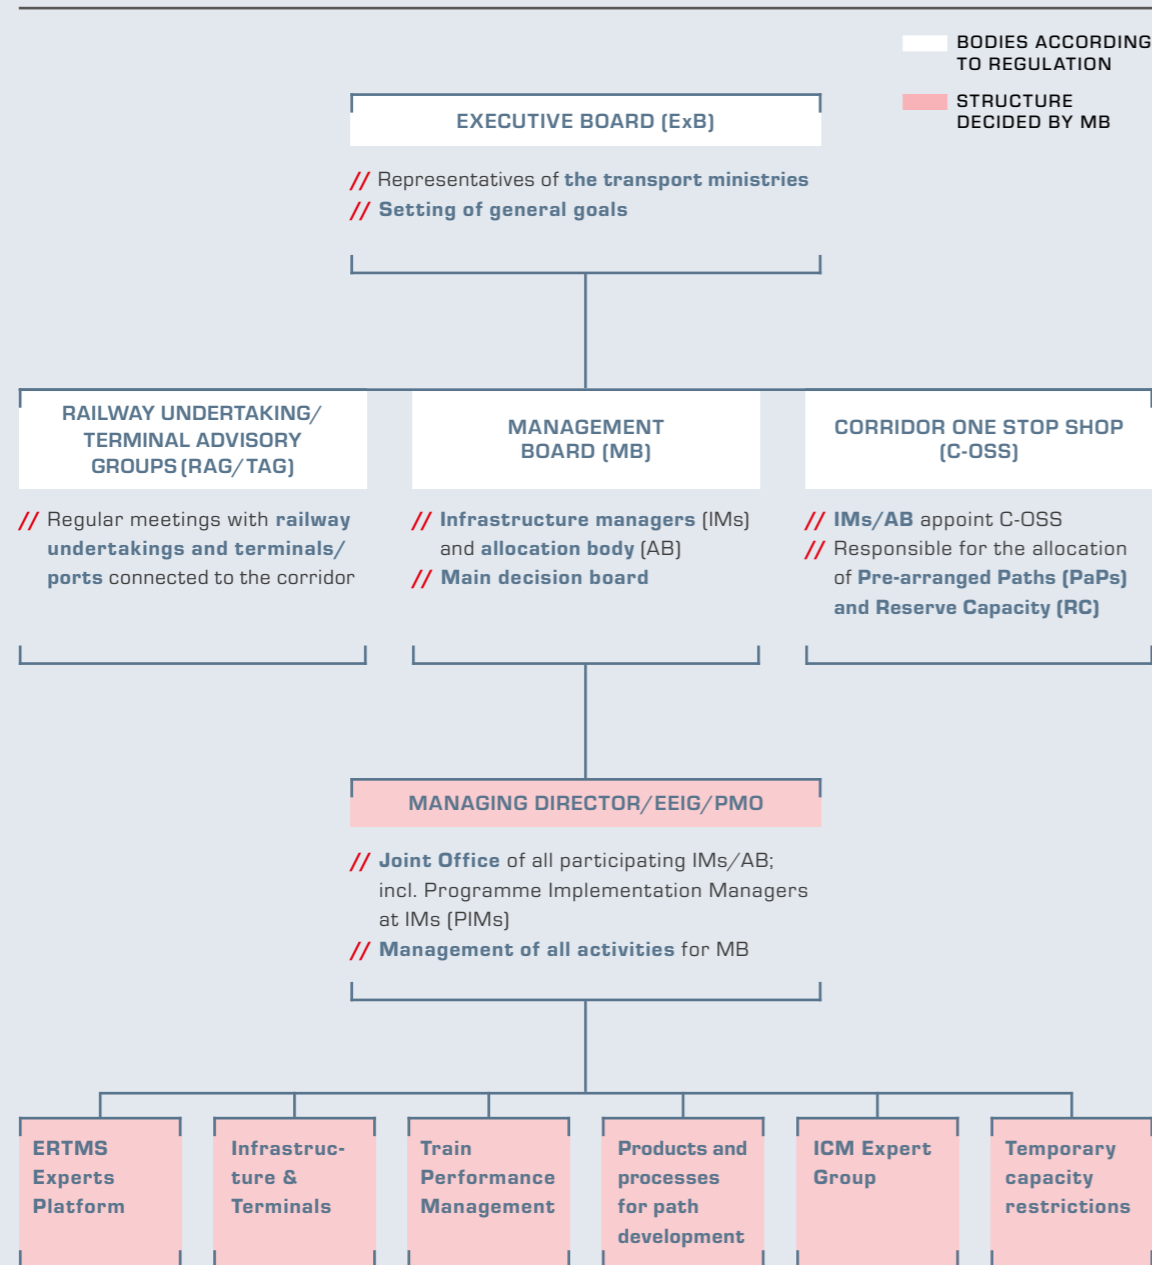 BODIES ACCORDING
TO REGULATION
STRUCTURE
DECIDED BY MB
EXECUTIVE BOARD (ExB)
// Representatives of the transport ministries
// Setting of general goals
RAILWAY UNDERTAKING/
TERMINAL ADVISORY
GROUPS (RAG/TAG)
// Regular meetings with railway
undertakings and terminals/
ports connected to the corridor
MANAGEMENT
BOARD (MB)
// Infrastructure managers (IMs)
and allocation body (AB)
// Main decision board
CORRIDOR ONE STOP SHOP
(C-OSS)
// IMs/AB appoint C-OSS
// Responsible for the allocation
of Pre-arranged Paths (PaPs)
and Reserve Capacity (RC)
MANAGING DIRECTOR/EEIG/PMO
// Joint Office of all participating IMs/AB;
incl. Programme Implementation Managers
at IMs (PIMs)
// Management of all activities for MB
ERTMS
Experts
Platform
Infrastruc-
ture &
Terminals
Train
Performance
Management
Products and
processes
for path
development
ICM Expert
Group
Temporary
capacity
restrictions